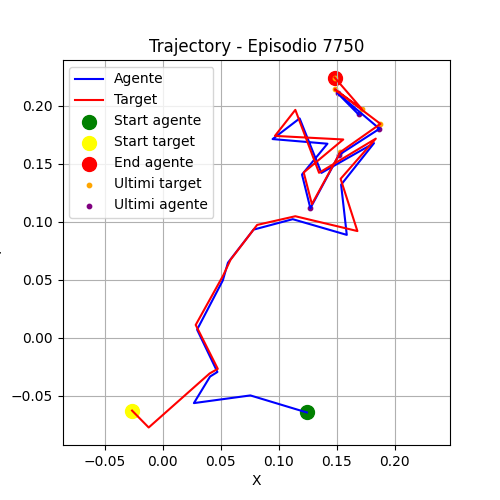 Trajectory - Episodio 7750
Agente
Target
Start agente
Start target
End agente
Ultimi target
Ultimi agente
0.20
0.15
0.10
0.05
0.00
−0.05
−0.05
0.00
0.05
0.10
0.15
0.20
X